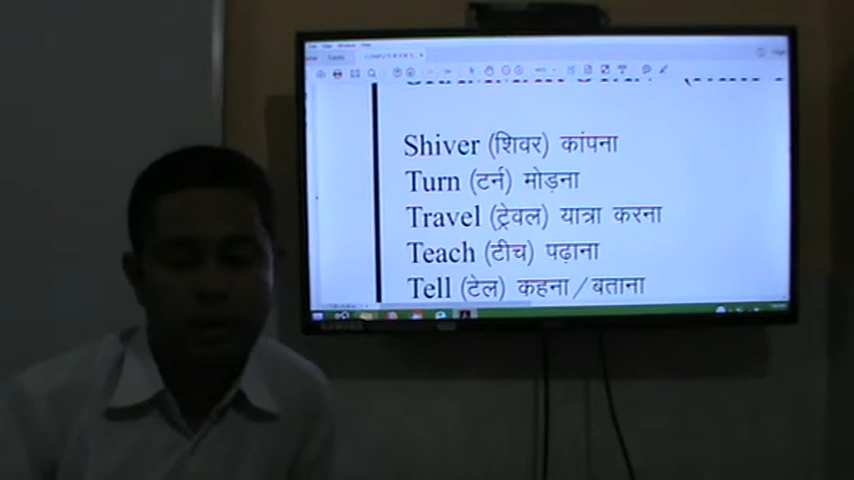 Shiver (शिवर) कांपना
Turn (टर्न) मोड़ना
Travel (ट्रेवल) यात्रा करना
Teach (टीच) पढ़ाना
Tell (टेल) कहना/बताना